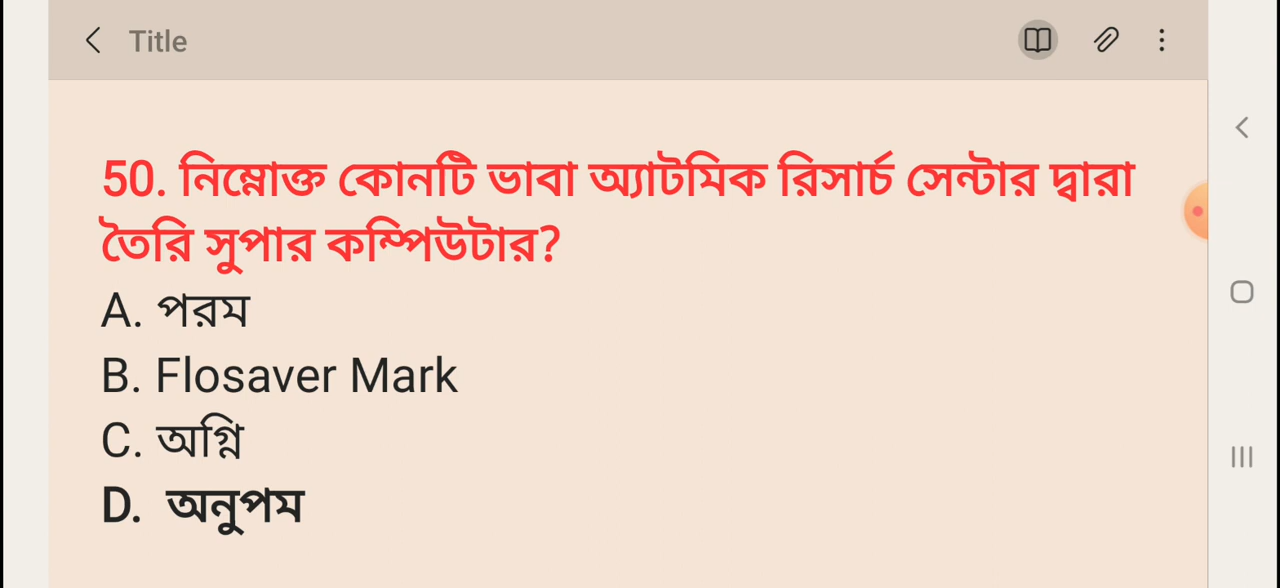 Title
50. নিম্নোক্ত কোনটি ভাবা অ্যাটমিক রিসার্চ সেন্টার দ্বারা
তৈরি সুপার কম্পিউটার?
A. পরম
B. Flosaver Mark
C. অগ্নি
D. অনুপম